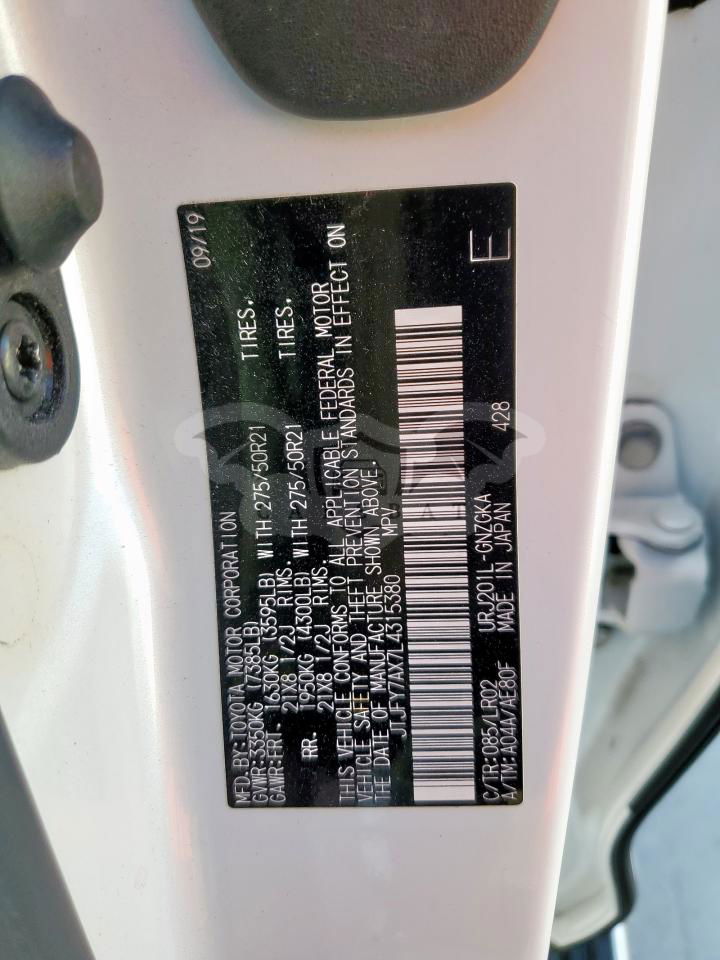 MFD.BY:TOYOTA MOTOR CORPORATION 09/19
GVWR:3350KG (7385LB)
GAWR:FRT. 1630KG (3595LB) WITH 275/50R21 TIRES.
21X8 1/2J RIMS.
RR. 1950KG (4300LB) WITH 275/50R21 TIRES.
21X8 1/2J RIMS.
THIS VEHICLE CONFORMS TO ALL APPLICABLE FEDERAL MOTOR
VEHICLE SAFETY AND THEFT PREVENTION STANDARDS IN EFFECT ON
THE DATE OF MANUFACTURE SHOWN ABOVE.
JTJFY7AX7L4315380 MPV
C/TR:085/LR02 URJ201L-GNZGKA 428
A/TM:A04A/AE80F MADE IN JAPAN E